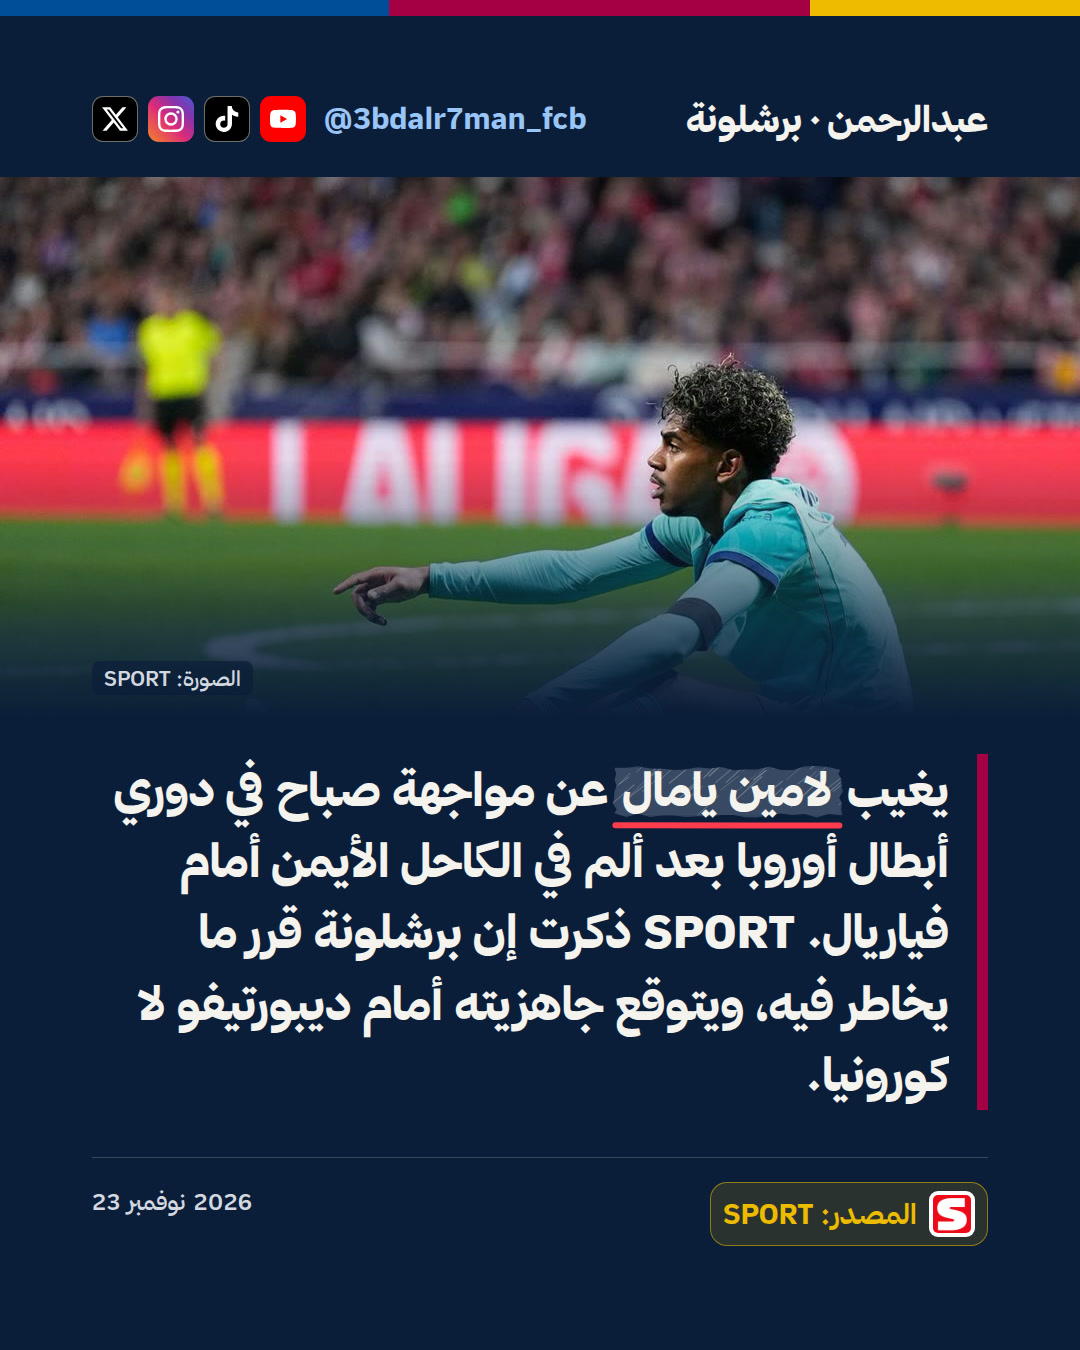 عبدالرحمن · برشلونة
@3bdalr7man_fcb
LALIGA
الصورة: SPORT
يغيب لامين يامال عن مواجهة صباح في دوري
أبطال أوروبا بعد ألم في الكاحل الأيمن أمام
فياريال. SPORT ذكرت إن برشلونة قرر ما
يخاطر فيه، ويتوقع جاهزيته أمام ديبورتيفو لا
كورونيا.
المصدر: SPORT
23 نوفمبر 2026